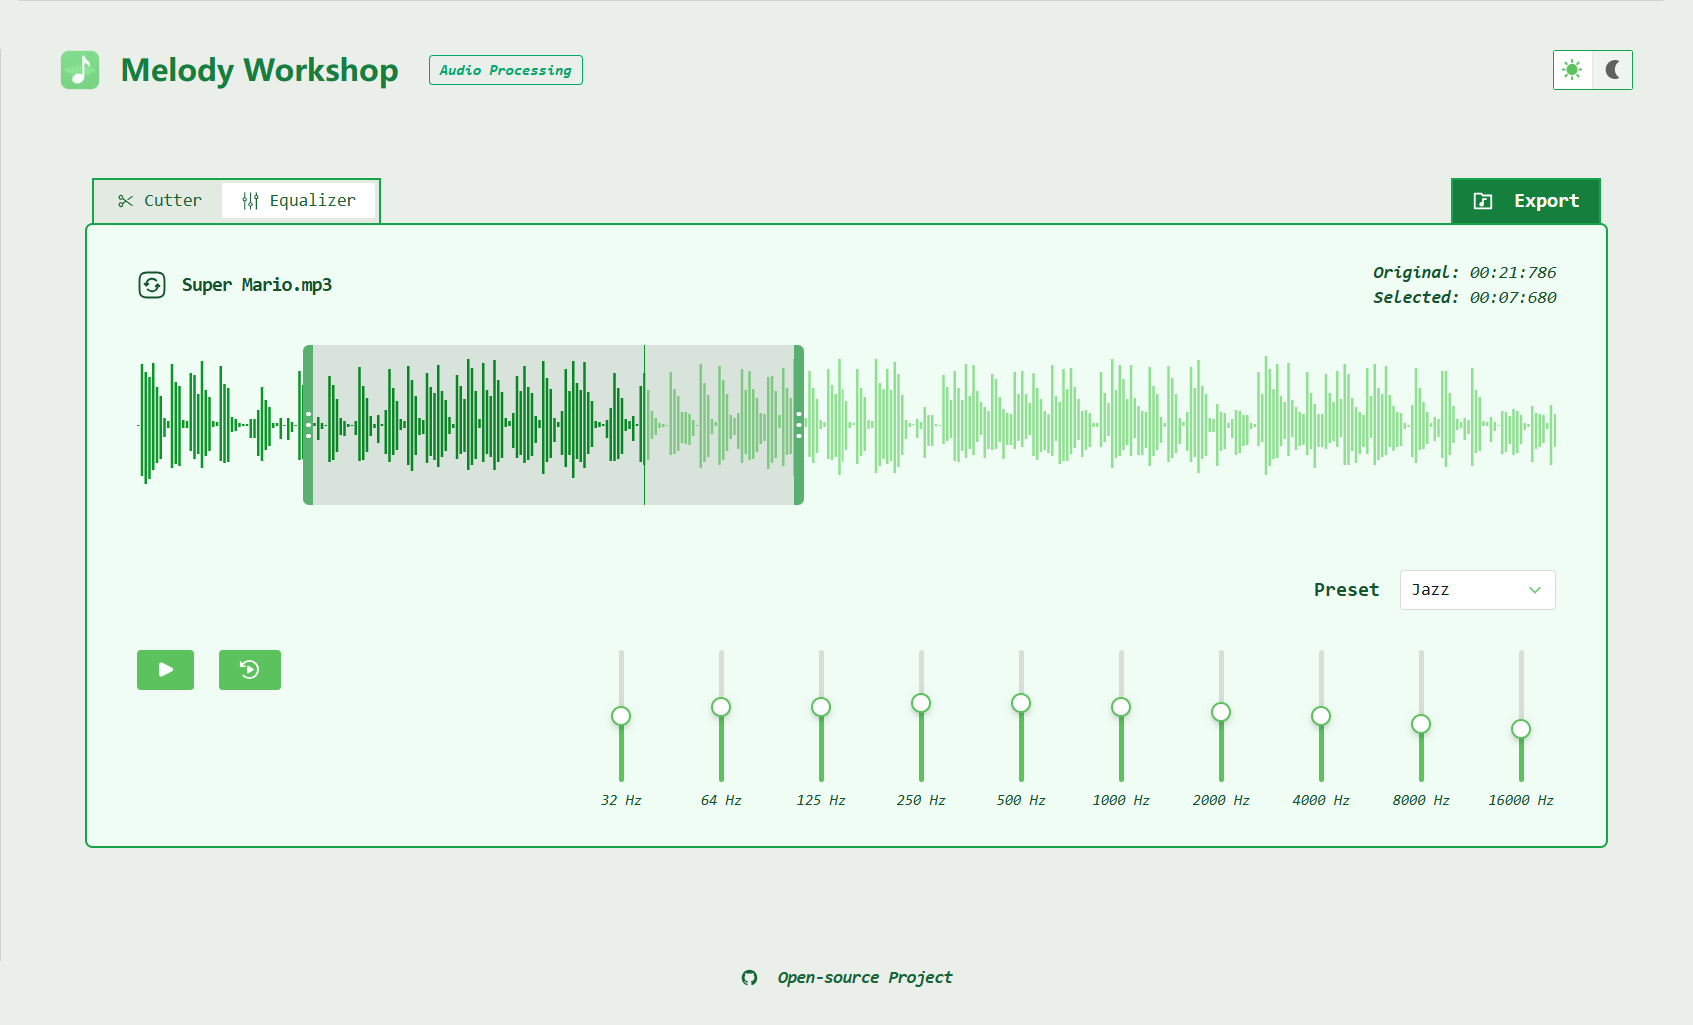 Melody Workshop
Audio Processing
Cutter
Equalizer
Export
Super Mario.mp3
Original: 00:21:786
Selected: 00:07:680
Preset
Jazz
32 Hz
64 Hz
125 Hz
250 Hz
500 Hz
1000 Hz
2000 Hz
4000 Hz
8000 Hz
16000 Hz
Open-source Project